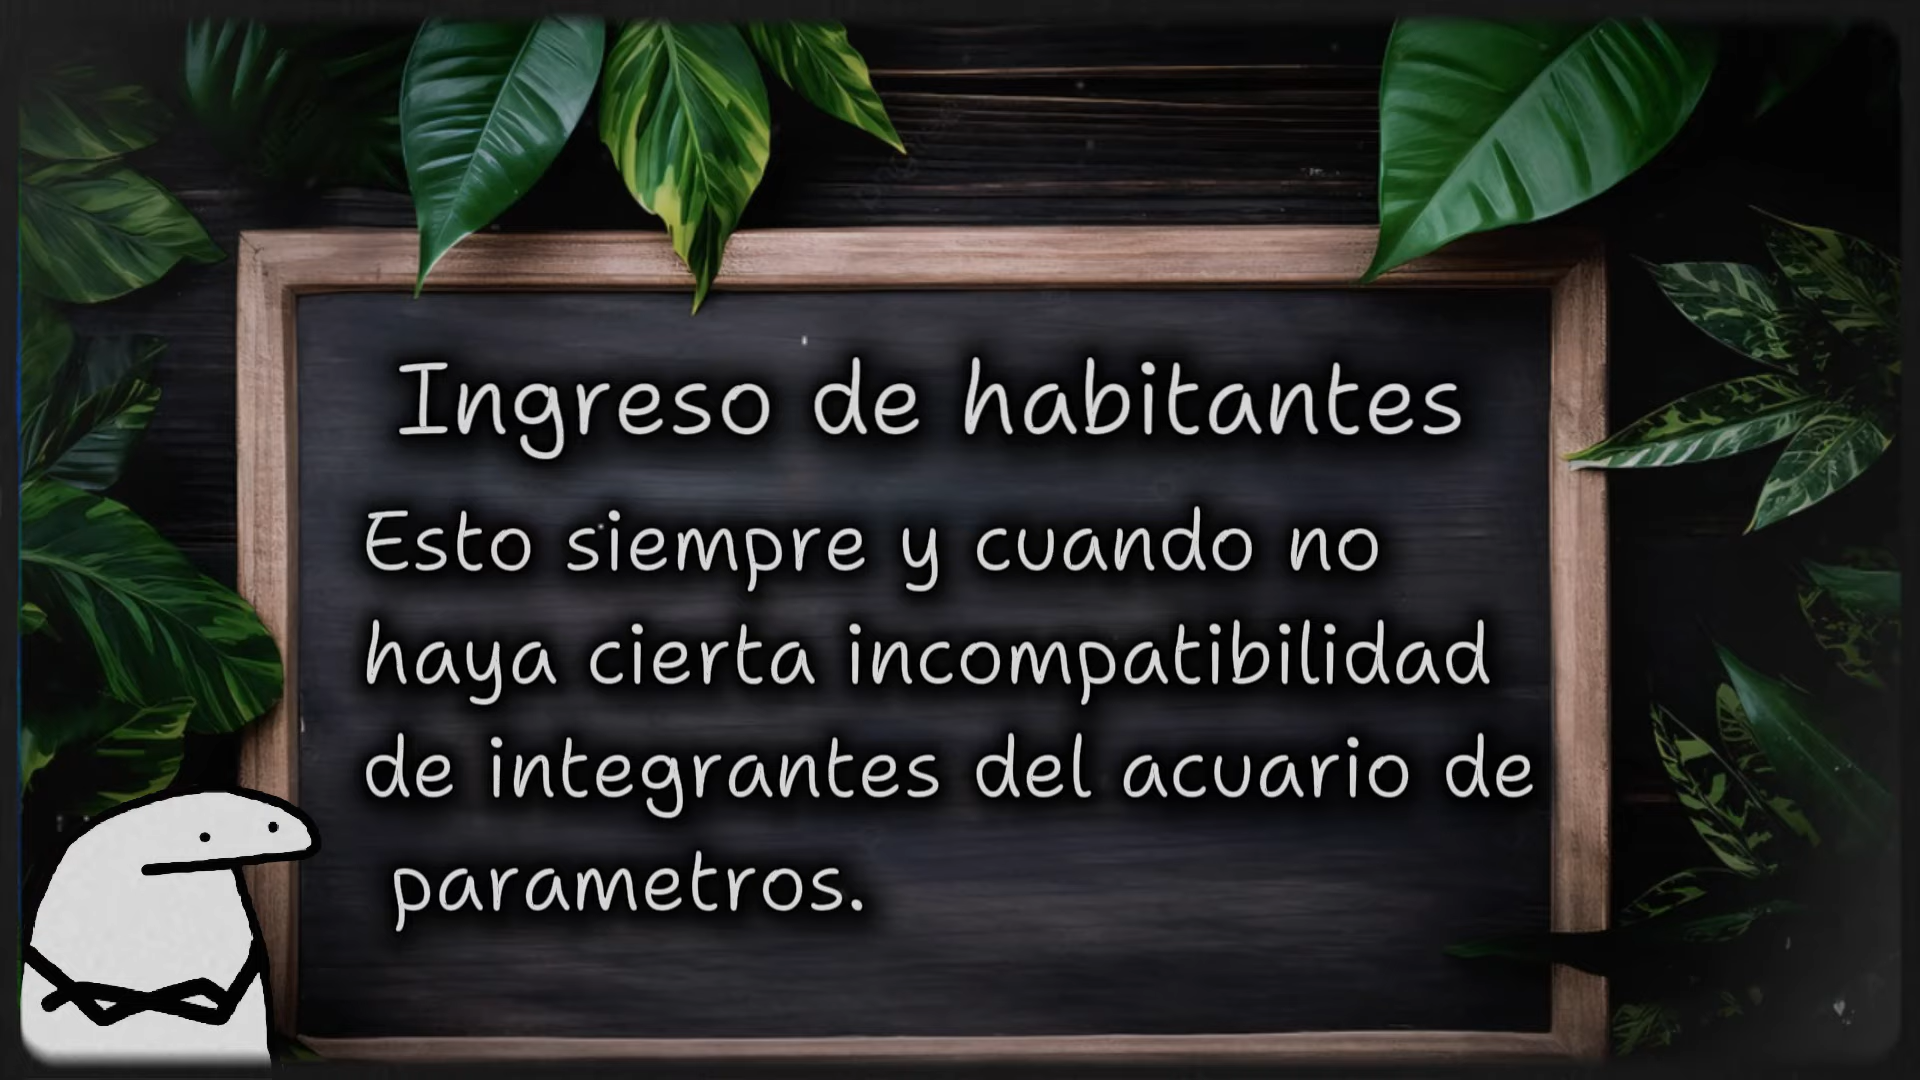 Ingreso de habitantes
Esto siempre y cuando no
haya cierta incompatibilidad
de integrantes del acuario de
parametros.